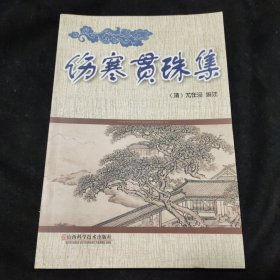 伤寒贯珠集
（清）尤在泾 编注
山西科学技术出版社